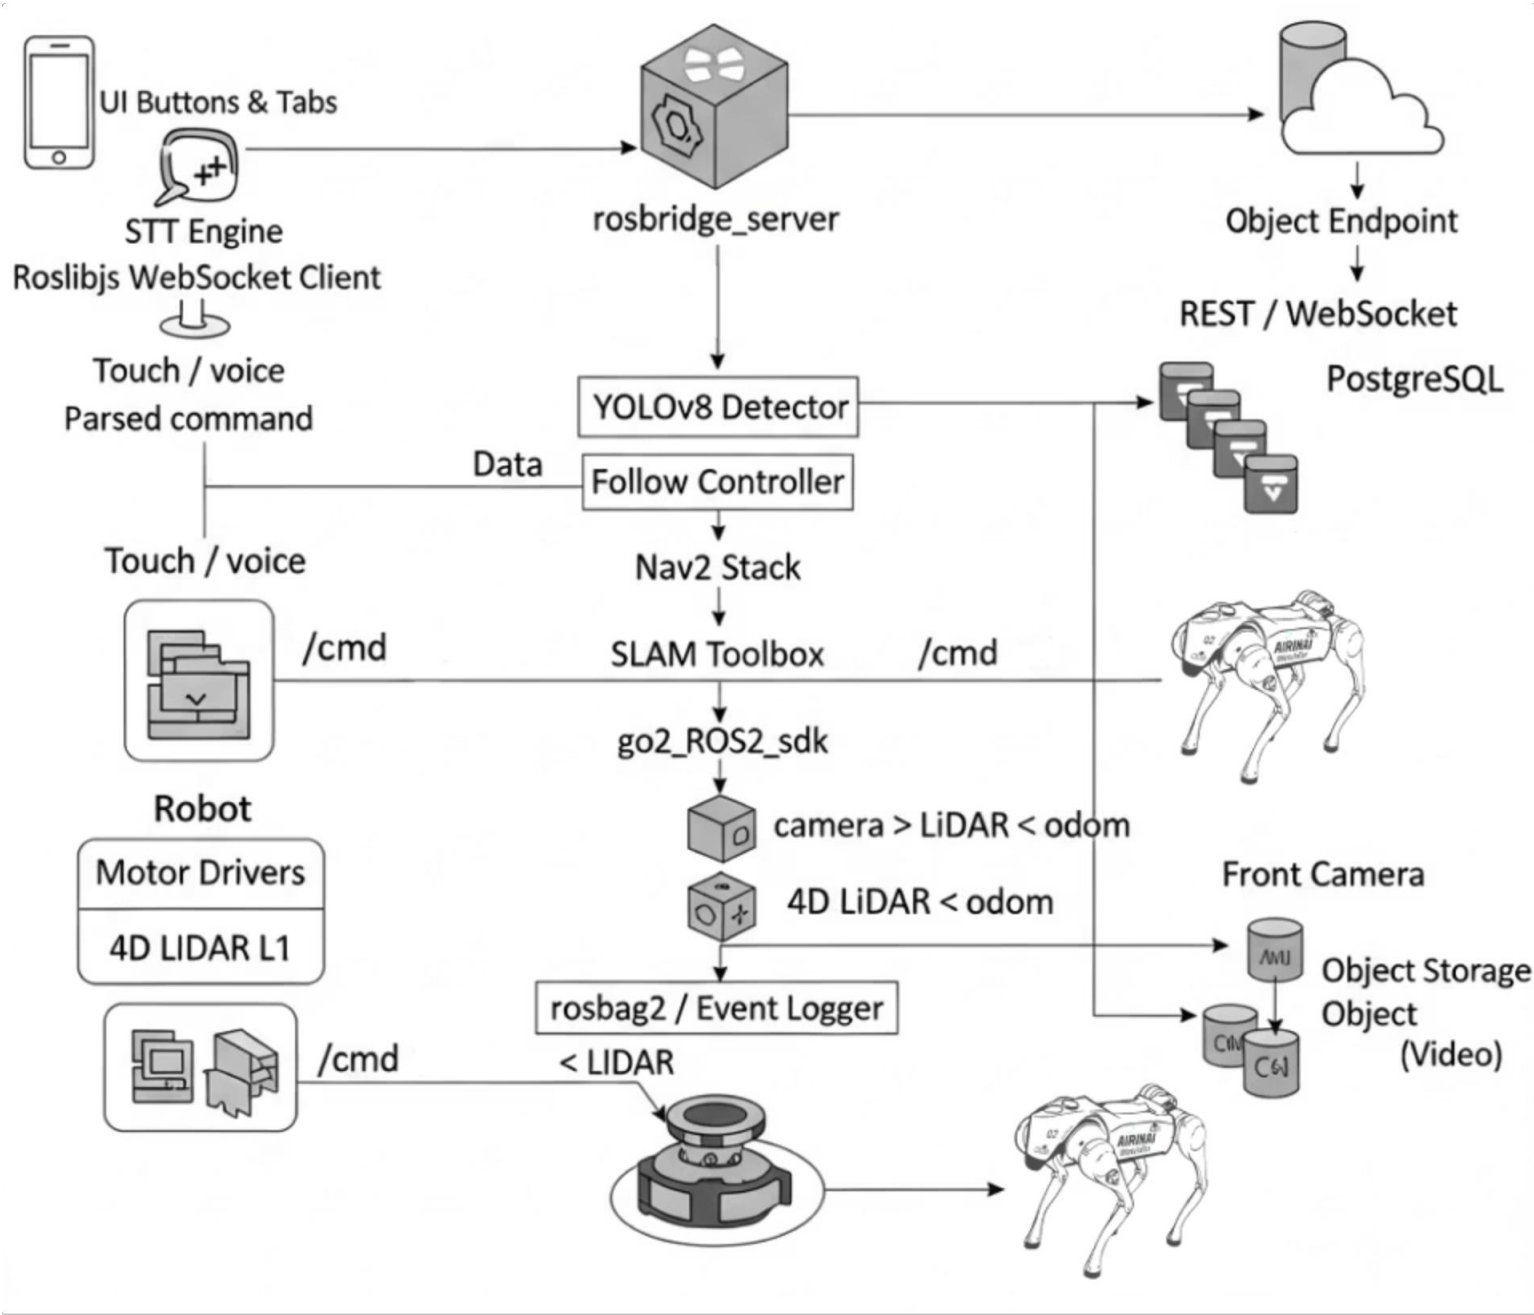 UI Buttons & Tabs
STT Engine
Roslibjs WebSocket Client
Touch / voice
Parsed command
rosbridge_server
Object Endpoint
REST / WebSocket
PostgreSQL
YOLOv8 Detector
Data
Follow Controller
Nav2 Stack
Touch / voice
/cmd
SLAM Toolbox
/cmd
go2_ROS2_sdk
AIRINAI
Robot
Motor Drivers
4D LIDAR L1
camera > LiDAR < odom
4D LiDAR < odom
Front Camera
Object Storage
Object
(Video)
rosbag2 / Event Logger
/cmd
< LIDAR
AIRINAI